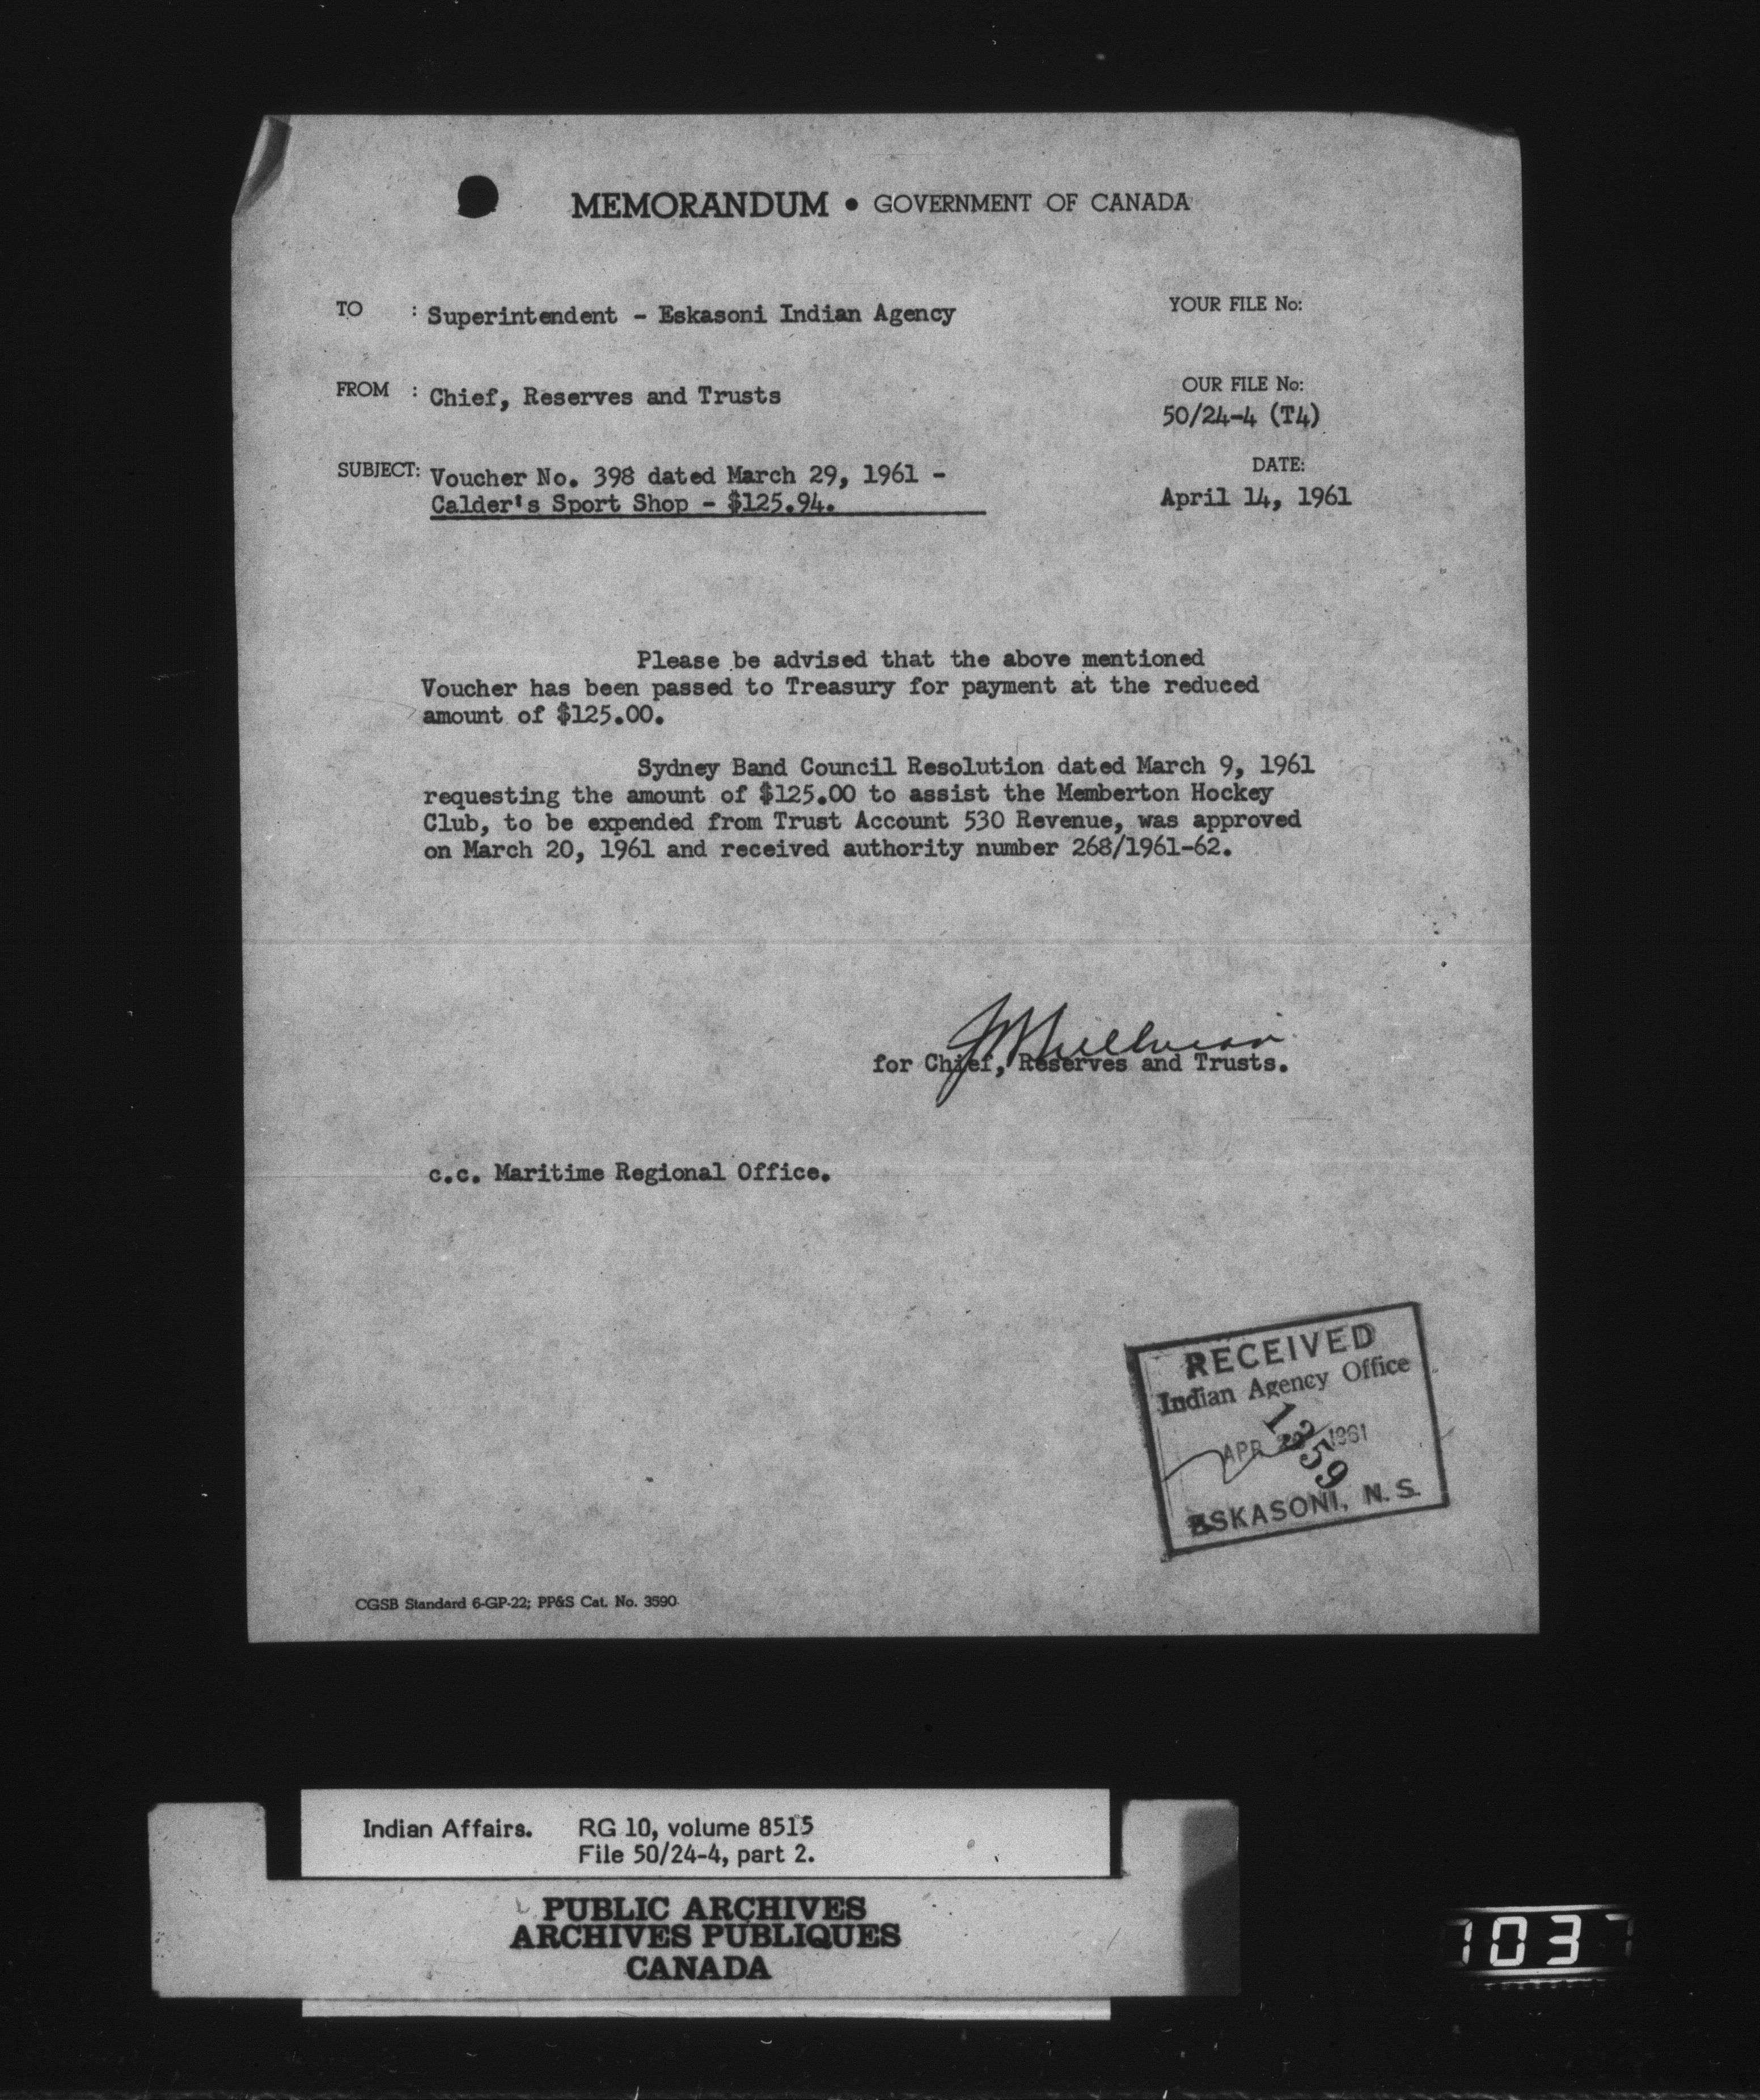 MEMORANDUM • GOVERNMENT OF CANADA
TO : Superintendent - Eskasoni Indian Agency
YOUR FILE No:
FROM : Chief, Reserves and Trusts
OUR FILE No:
50/24-4 (T4)
SUBJECT: Voucher No. 398 dated March 29, 1961 -
Calder's Sport Shop - $125.94.
DATE:
April 14, 1961
Please be advised that the above mentioned
Voucher has been passed to Treasury for payment at the reduced
amount of $125.00.
Sydney Band Council Resolution dated March 9, 1961
requesting the amount of $125.00 to assist the Memberton Hockey
Club, to be expended from Trust Account 530 Revenue, was approved
on March 20, 1961 and received authority number 268/1961-62.
for Chief, Reserves and Trusts.
c.c. Maritime Regional Office.
RECEIVED
Indian Agency Office
APR 1961
ESKASONI, N. S.
CGSB Standard 6-GP-22; PP&S Cat. No. 3590
Indian Affairs. RG 10, volume 8515
File 50/24-4, part 2.
PUBLIC ARCHIVES
ARCHIVES PUBLIQUES
CANADA